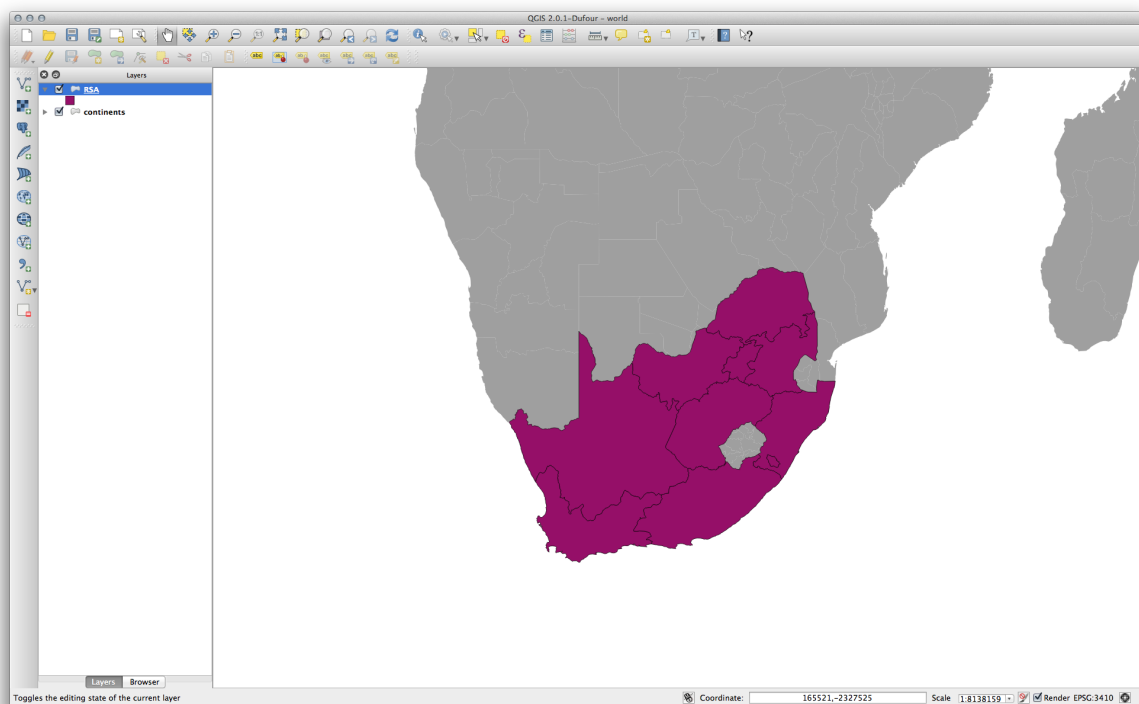 QGIS 2.0.1-Dufour – world
Layers
RSA
continents
Layers Browser
Toggles the editing state of the current layer
Coordinate: 165521,-2327525 Scale 1:8138159 Render EPSG:3410